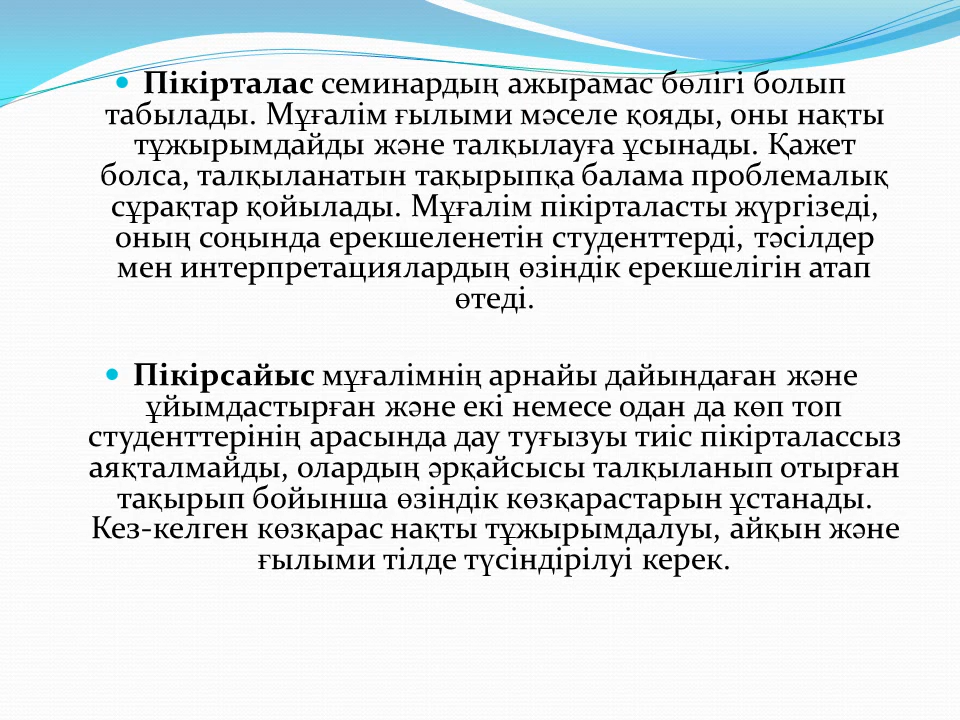 Пікірталас семинардың ажырамас бөлігі болып
табылады. Мұғалім ғылыми мәселе қояды, оны нақты
тұжырымдайды және талқылауға ұсынады. Қажет
болса, талқыланатын тақырыпқа балама проблемалық
сұрақтар қойылады. Мұғалім пікірталасты жүргізеді,
оның соңында ерекшеленетін студенттерді, тәсілдер
мен интерпретациялардың өзіндік ерекшелігін атап
өтеді.
Пікірсайыс мұғалімнің арнайы дайындаған және
ұйымдастырған және екі немесе одан да көп топ
студенттерінің арасында дау туғызуы тиіс пікірталассыз
аяқталмайды, олардың әрқайсысы талқыланып отырған
тақырып бойынша өзіндік көзқарастарын ұстанады.
Кез-келген көзқарас нақты тұжырымдалуы, айқын және
ғылыми тілде түсіндірілуі керек.